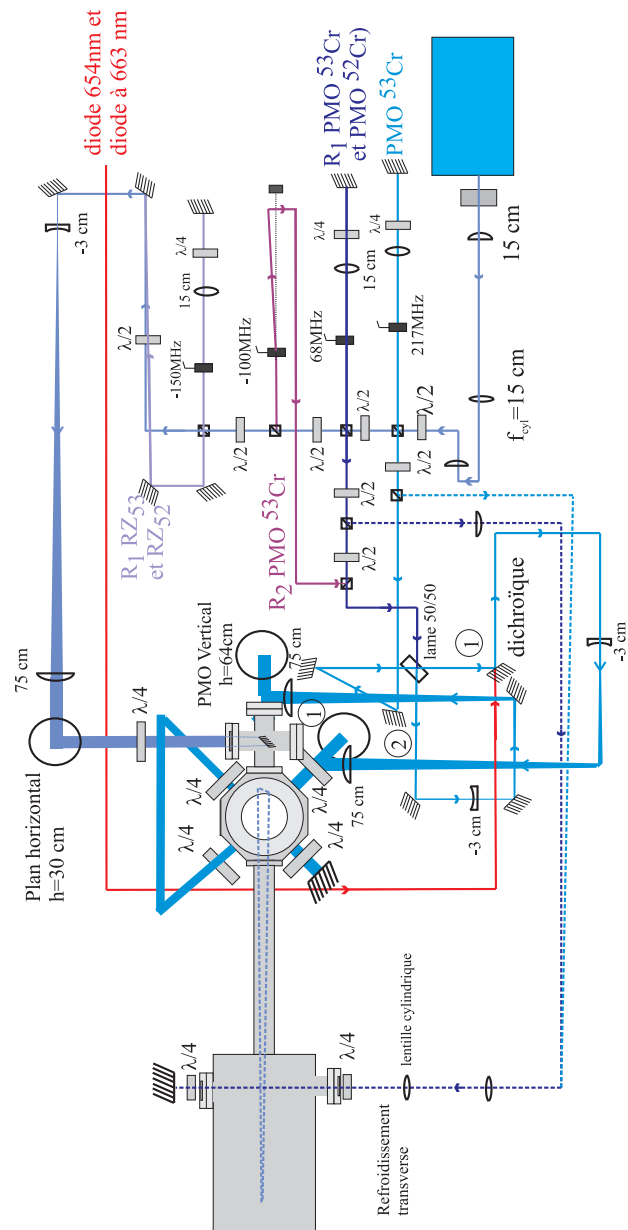 diode 654nm et
diode à 663 nm
R1 PMO 53Cr
et PMO 52Cr)
PMO 53Cr
-3 cm
λ/2
λ/4
15 cm
-150MHz
-100MHz
λ/4
15 cm
68MHz
λ/4
217MHz
15 cm
fcyl=15 cm
λ/2
λ/2
λ/2
λ/2
λ/2
λ/2
λ/2
R1 RZ53
et RZ52
R2 PMO 53Cr
lame 50/50
dichroïque
1
-3 cm
75 cm
λ/4
PMO Vertical
h=64cm
75 cm
1
2
75 cm
-3 cm
Plan horizontal
h=30 cm
λ/4
λ/4
λ/4
λ/4
λ/4
λ/4
lentille cylindrique
Refroidissement
transverse